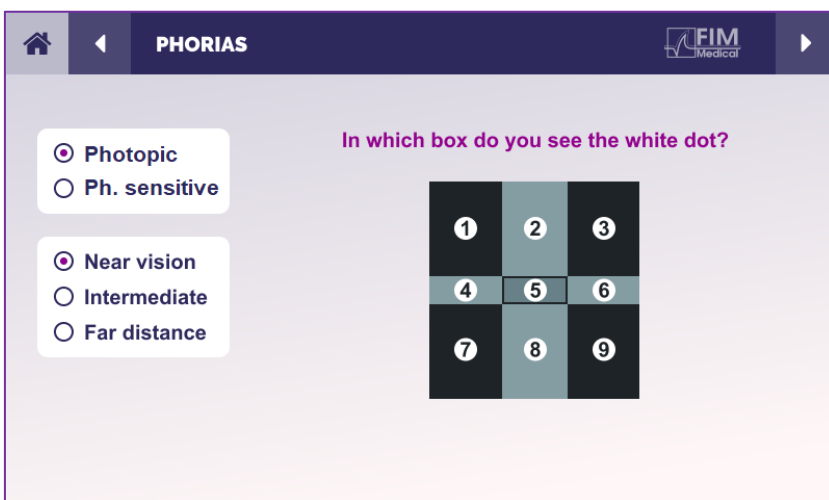 PHORIAS
FIM
Medical
Photopic
Ph. sensitive
Near vision
Intermediate
Far distance
In which box do you see the white dot?
1 2 3
4 5 6
7 8 9